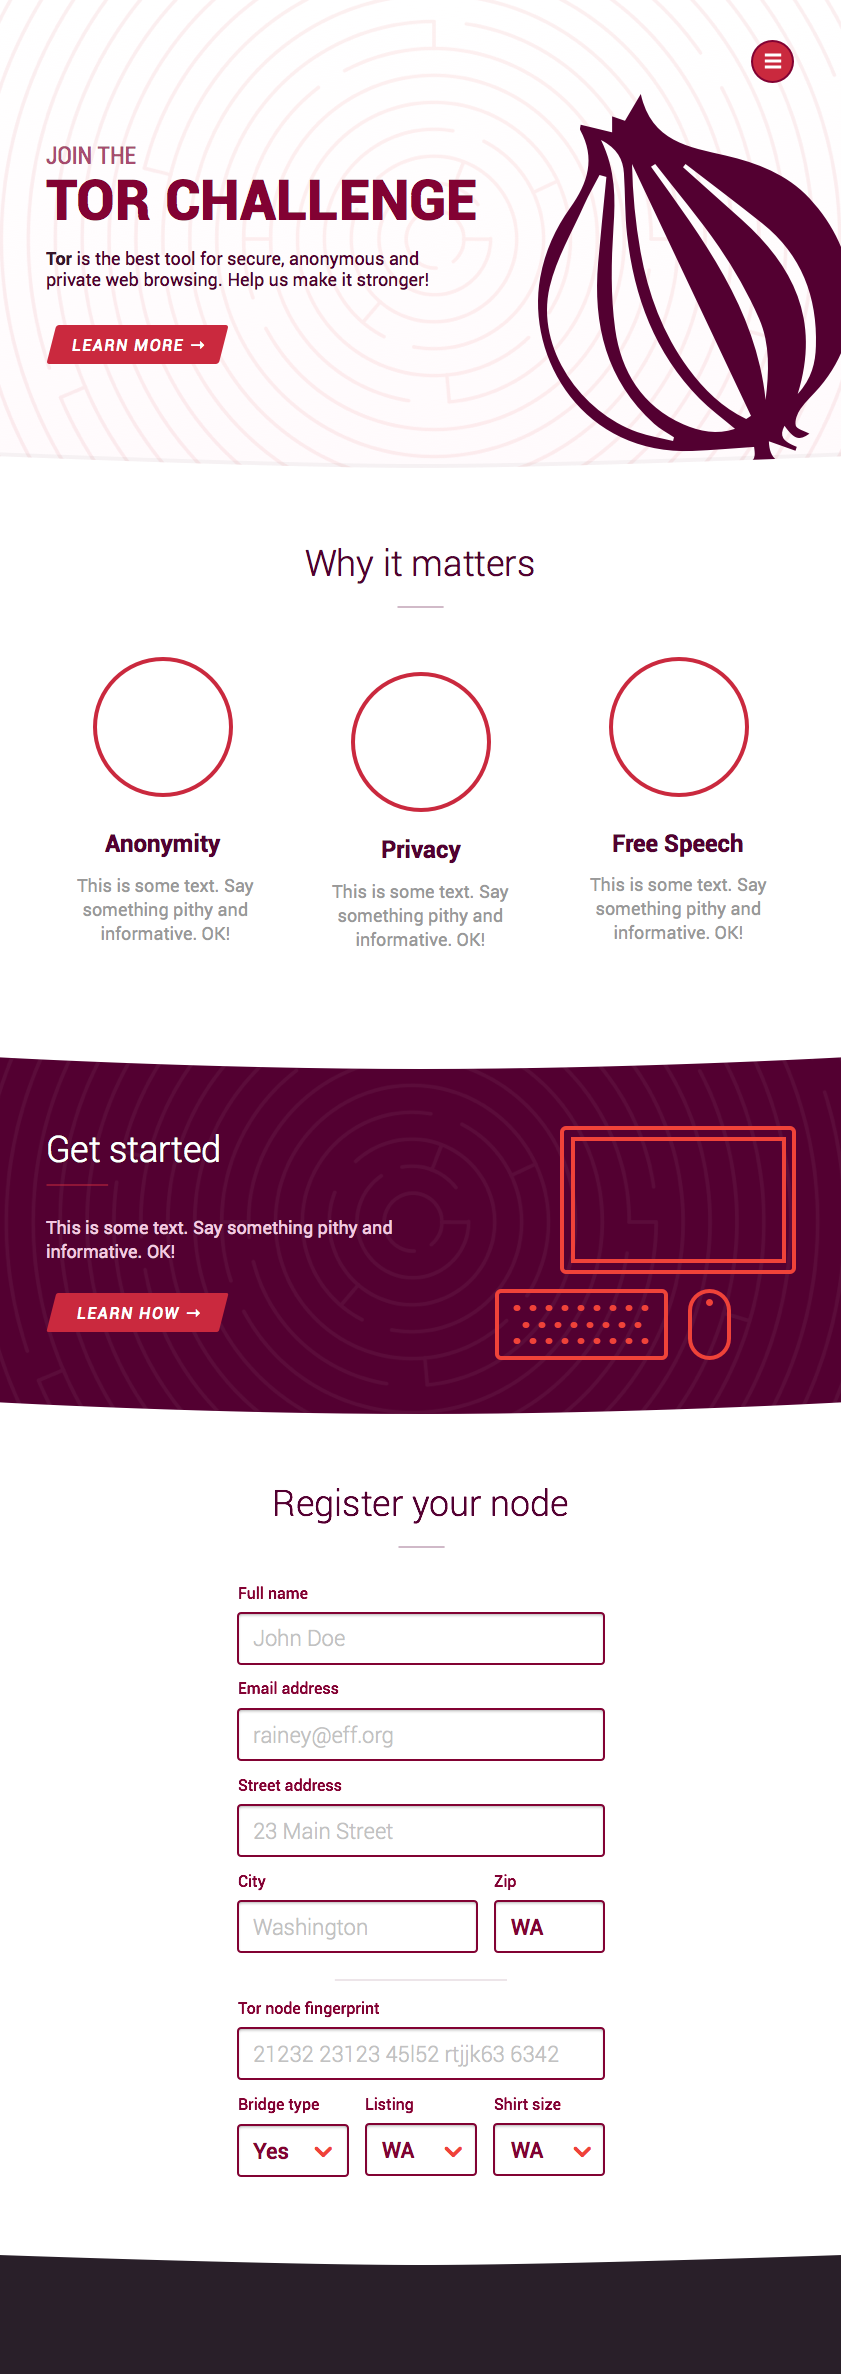 JOIN THE
TOR CHALLENGE
Tor is the best tool for secure, anonymous and
private web browsing. Help us make it stronger!
LEARN MORE →
Why it matters
Anonymity
This is some text. Say
something pithy and
informative. OK!
Privacy
This is some text. Say
something pithy and
informative. OK!
Free Speech
This is some text. Say
something pithy and
informative. OK!
Get started
This is some text. Say something pithy and
informative. OK!
LEARN HOW →
Register your node
Full name
John Doe
Email address
rainey@eff.org
Street address
23 Main Street
City Zip
Washington WA
Tor node fingerprint
21232 23123 45l52 rtjjk63 6342
Bridge type Listing Shirt size
Yes WA WA